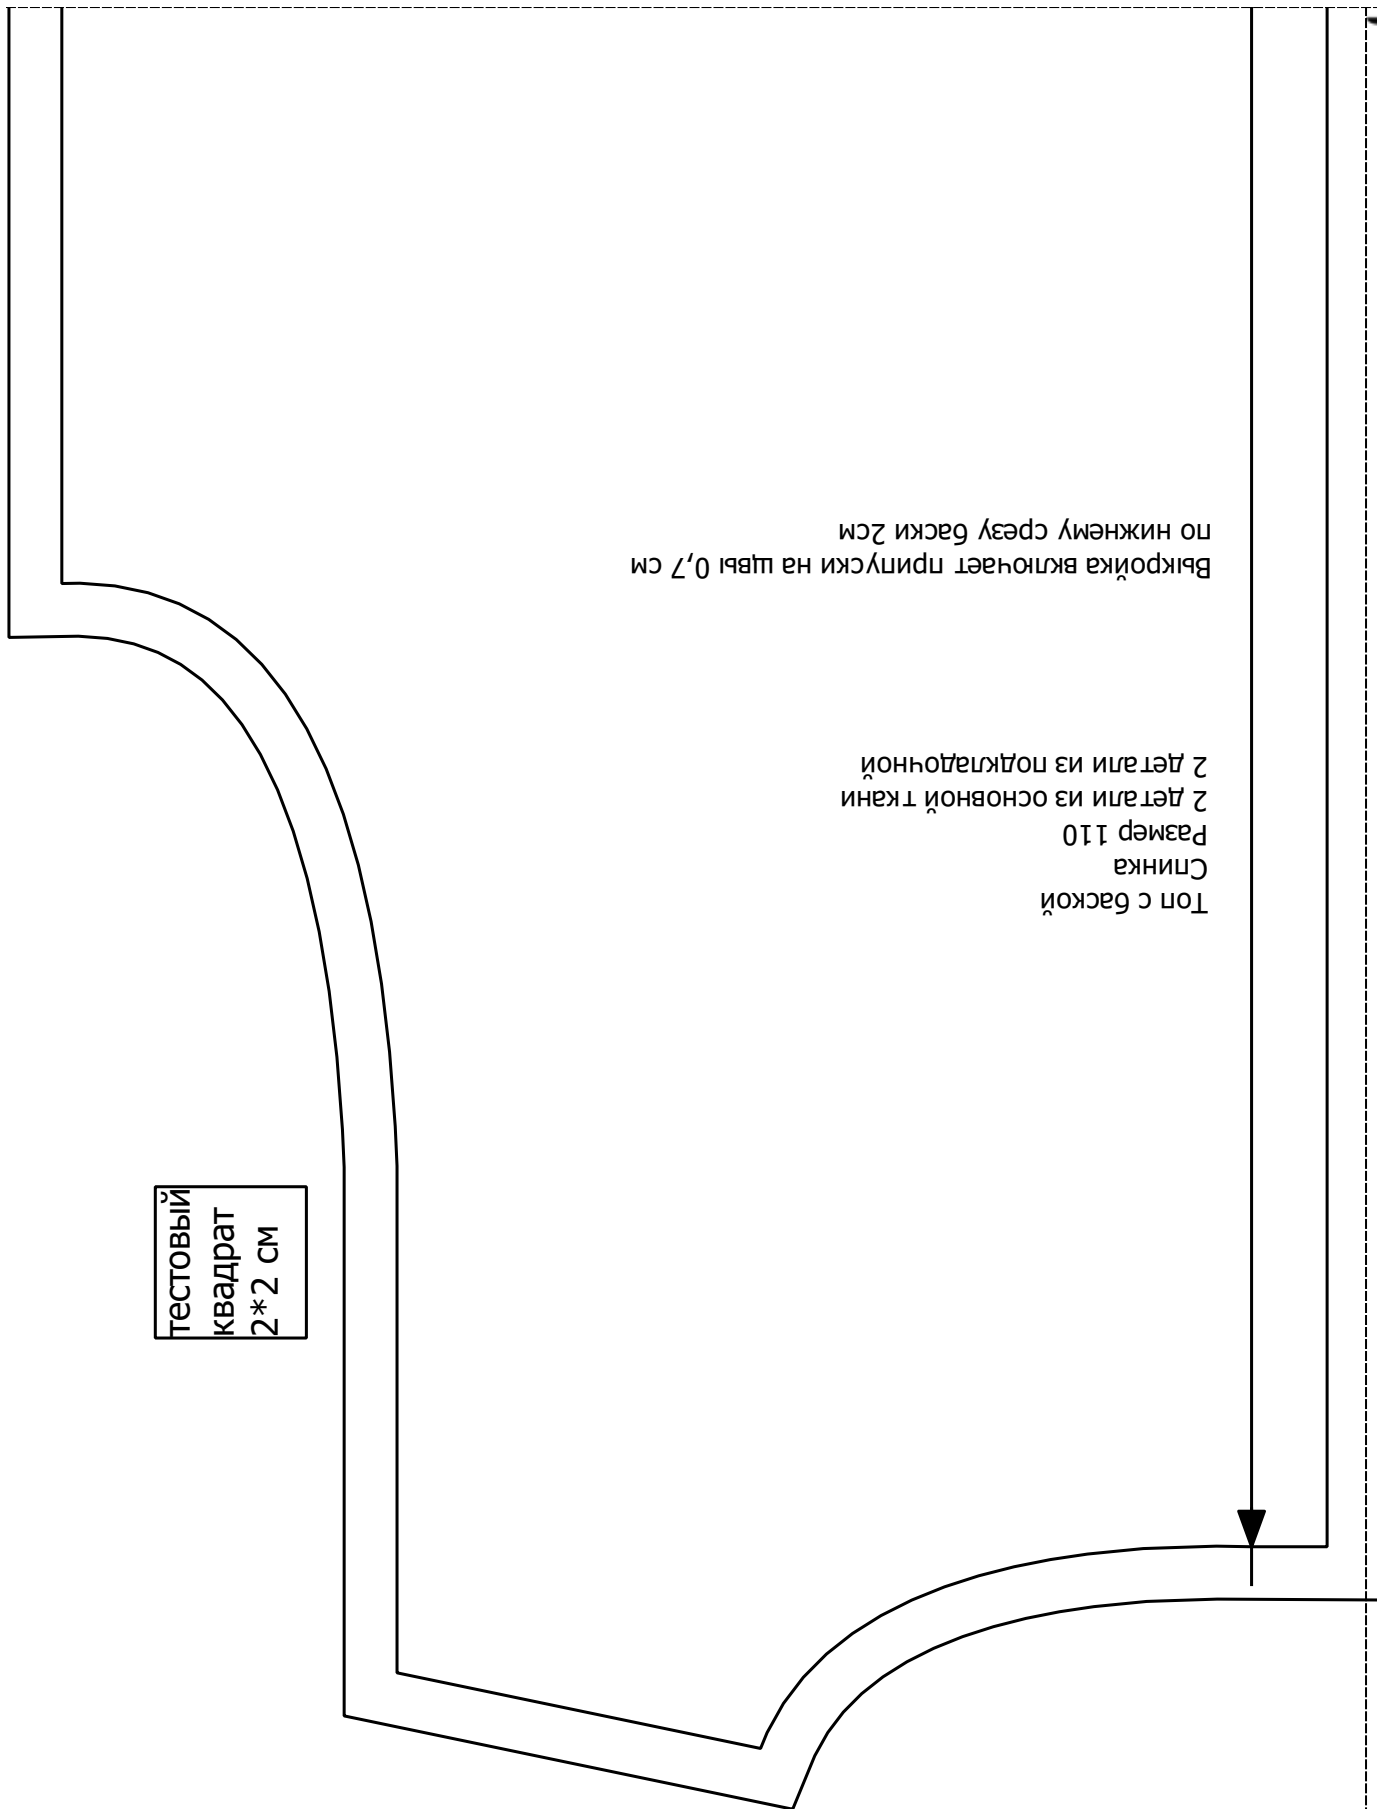 Топ с баской
Спинка
Размер 110
2 детали из основной ткани
2 детали из подкладочной
Выкройка включает припуски на щвы 0,7 см
по нижнему срезу баски 2см
тестовый
квадрат
2*2 см